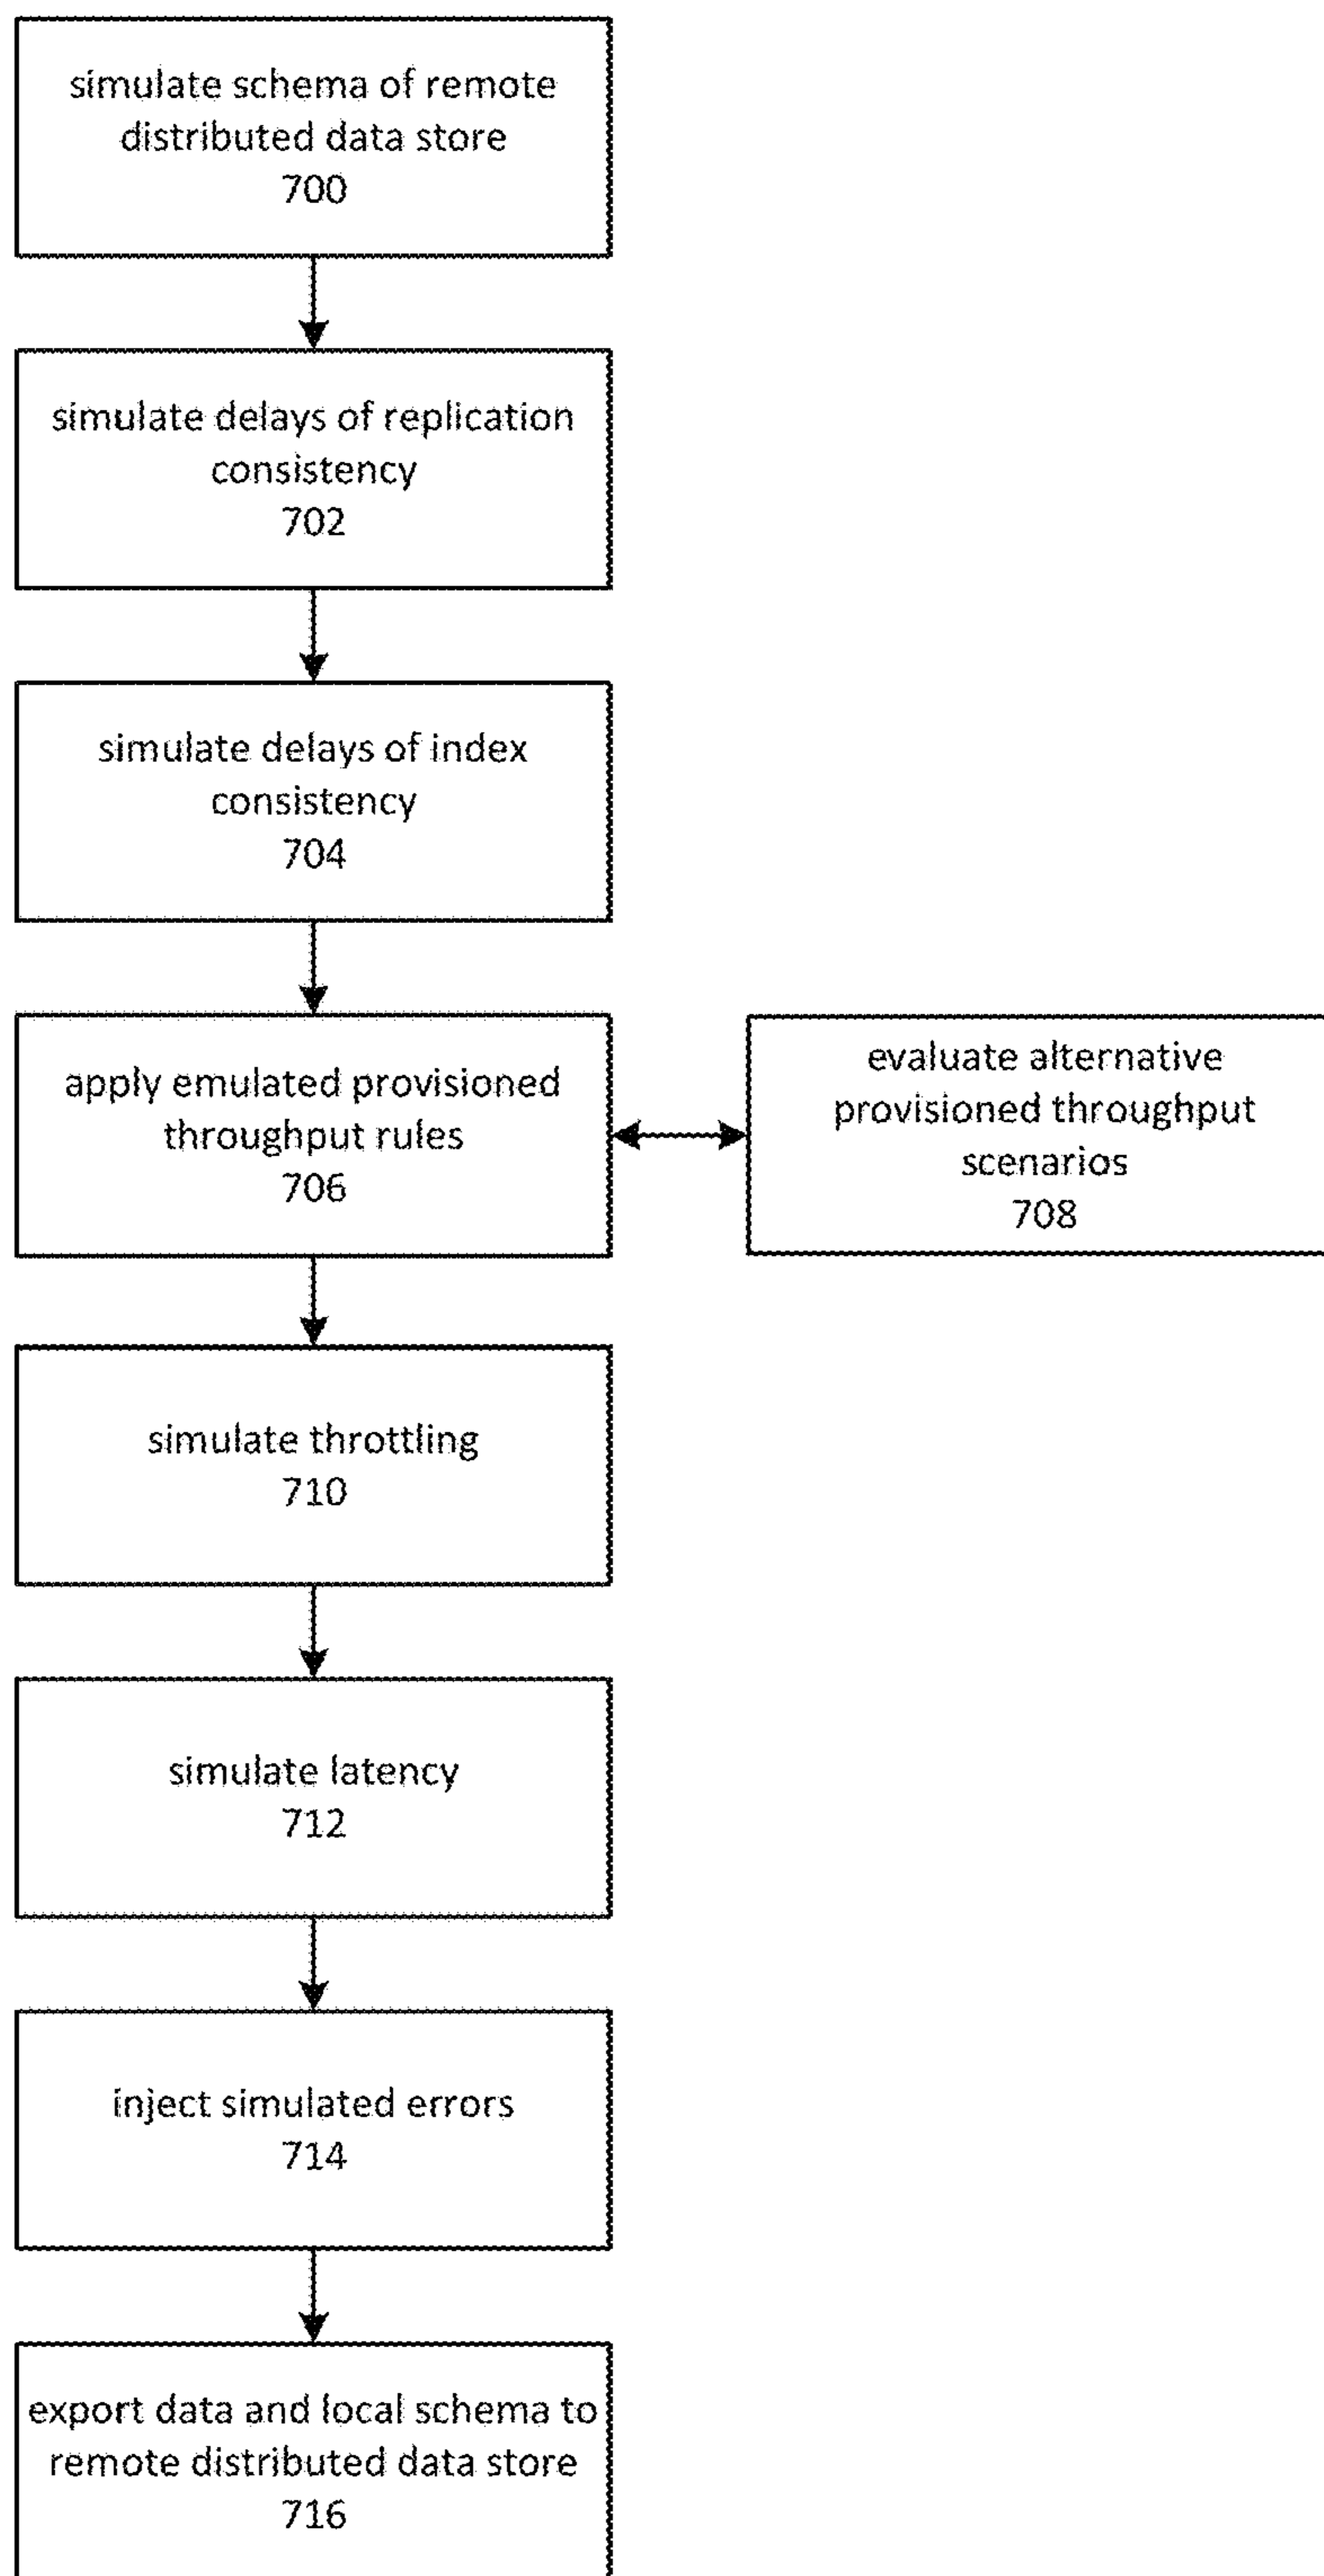 simulate schema of remote
distributed data store
700
simulate delays of replication
consistency
702
simulate delays of index
consistency
704
apply emulated provisioned
throughput rules
706
evaluate alternative
provisioned throughput
scenarios
708
simulate throttling
710
simulate latency
712
inject simulated errors
714
export data and local schema to
remote distributed data store
716